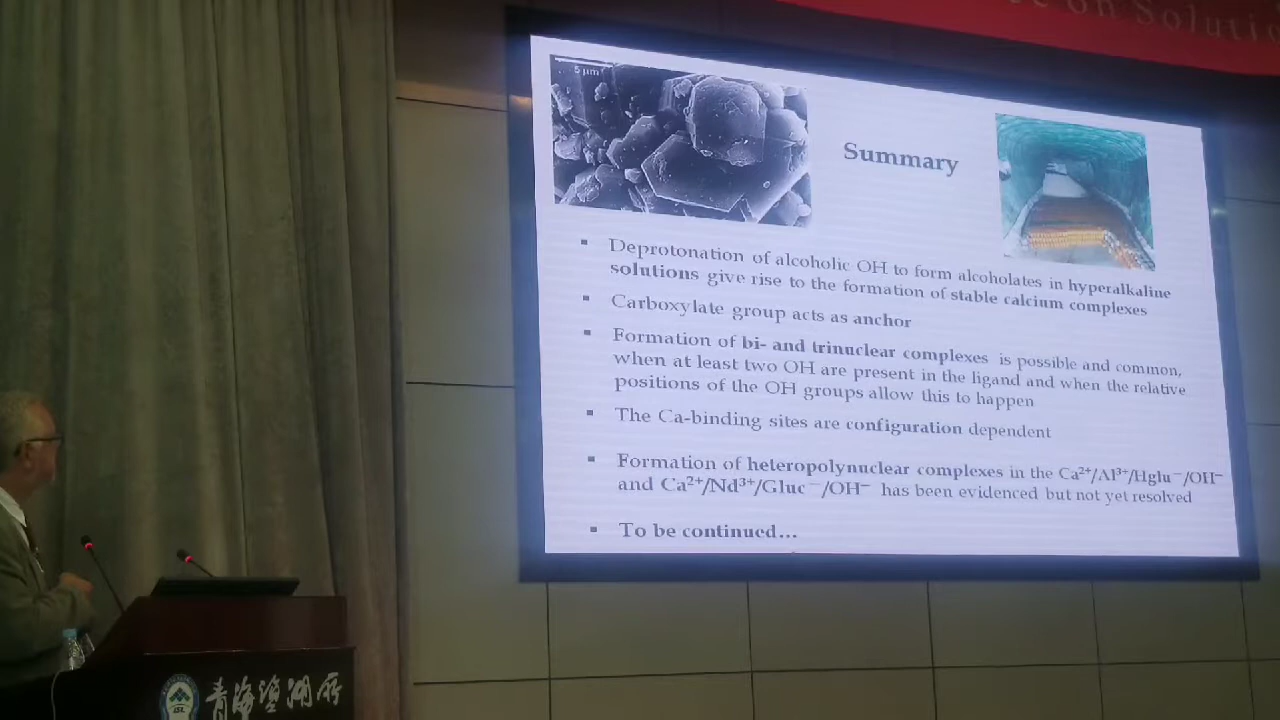 e on Solutio
5 µm
Summary
▪ Deprotonation of alcoholic OH to form alcoholates in hyperalkaline
solutions give rise to the formation of stable calcium complexes
▪ Carboxylate group acts as anchor
▪ Formation of bi- and trinuclear complexes is possible and common,
when at least two OH are present in the ligand and when the relative
positions of the OH groups allow this to happen
▪ The Ca-binding sites are configuration dependent
▪ Formation of heteropolynuclear complexes in the Ca²⁺/Al³⁺/Hglu⁻/OH⁻
and Ca²⁺/Nd³⁺/Gluc⁻/OH⁻ has been evidenced but not yet resolved
▪ To be continued...
青海盐湖所
ISL